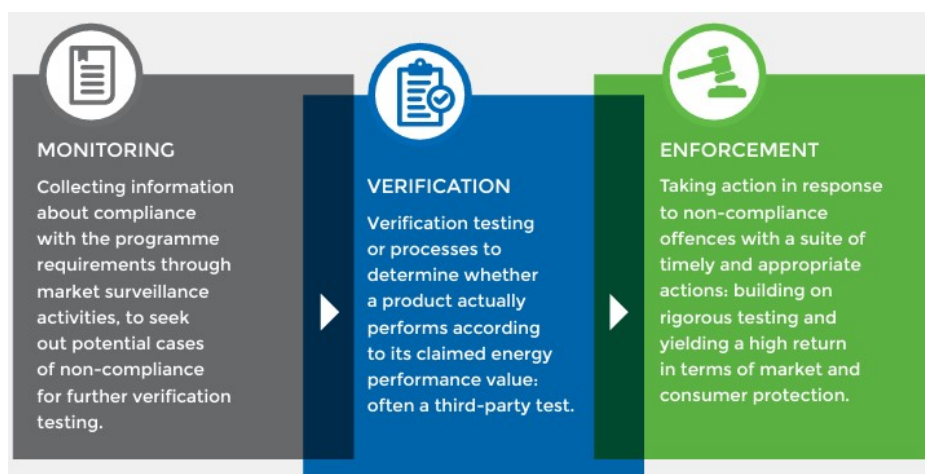 MONITORING
Collecting information
about compliance
with the programme
requirements through
market surveillance
activities, to seek
out potential cases
of non-compliance
for further verification
testing.
VERIFICATION
Verification testing
or processes to
determine whether
a product actually
performs according
to its claimed energy
performance value:
often a third-party test.
ENFORCEMENT
Taking action in response
to non-compliance
offences with a suite of
timely and appropriate
actions: building on
rigorous testing and
yielding a high return
in terms of market and
consumer protection.